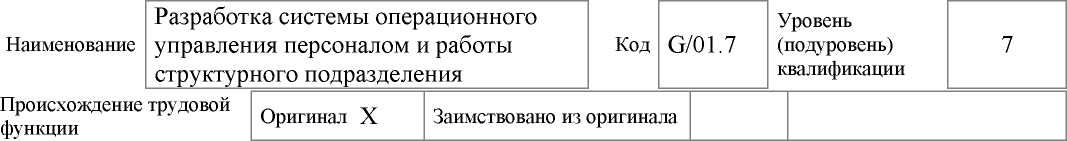 Наименование
Разработка системы операционного
управления персоналом и работы
структурного подразделения
Код
G/01.7
Уровень
(подуровень)
квалификации
7
Происхождение трудовой
функции
Оригинал X
Заимствовано из оригинала